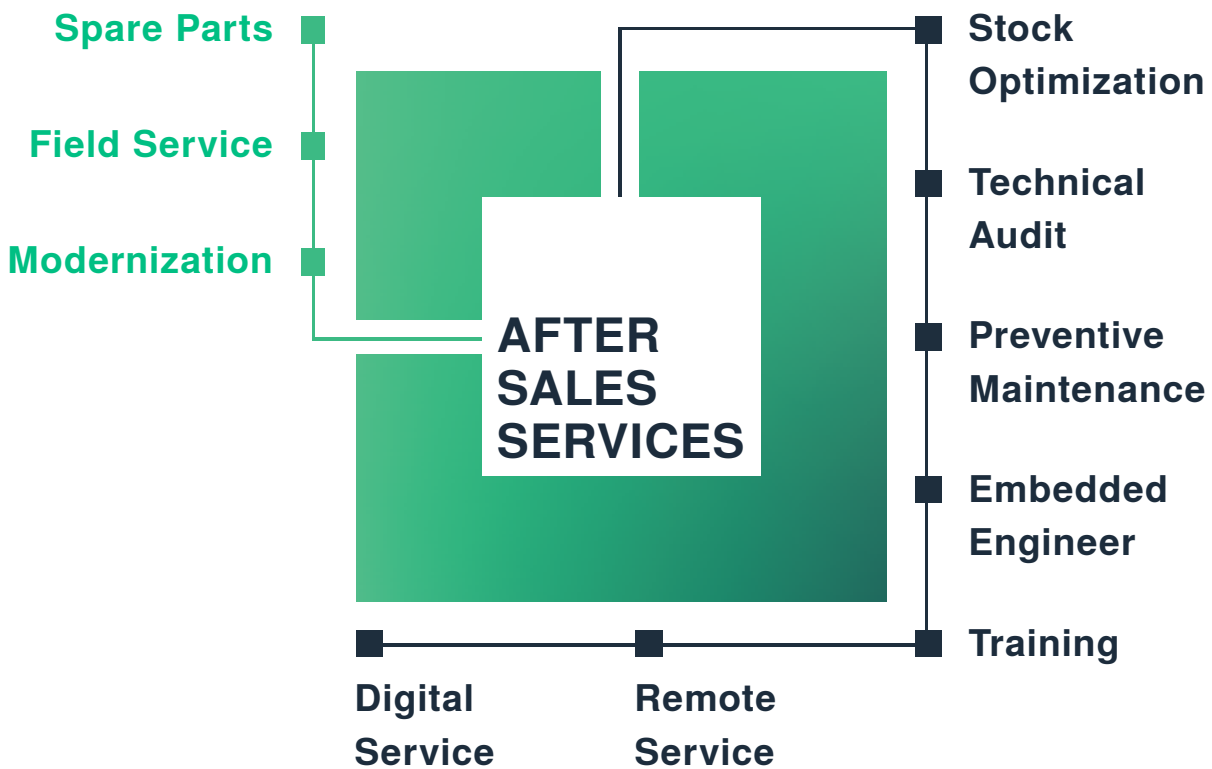 Spare Parts
Field Service
Modernization
AFTER
SALES
SERVICES
Stock
Optimization
Technical
Audit
Preventive
Maintenance
Embedded
Engineer
Training
Digital
Service
Remote
Service